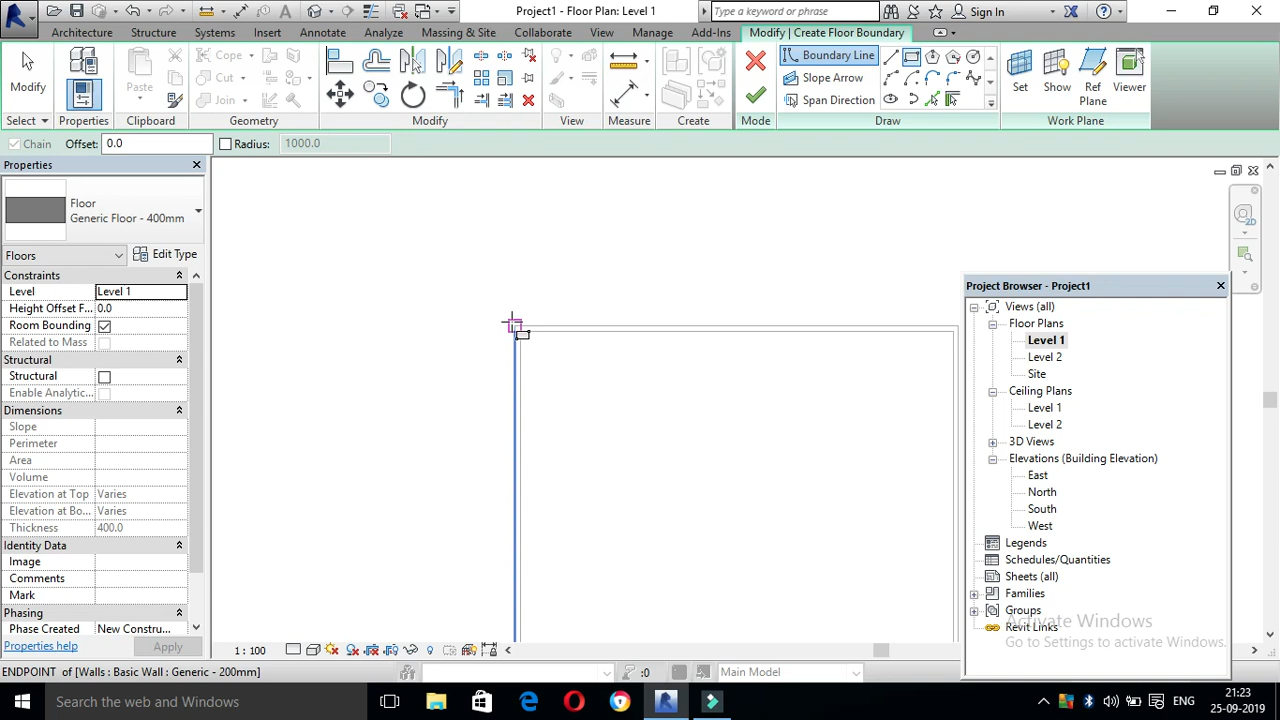 Project1 - Floor Plan: Level 1
Type a keyword or phrase
Sign In
Architecture Structure Systems Insert Annotate Analyze Massing & Site Collaborate View Manage Add-Ins Modify | Create Floor Boundary
Modify
Paste
Cope
Cut
Join
Boundary Line
Slope Arrow
Span Direction
Set
Show
Ref
Plane
Viewer
Select Properties Clipboard Geometry Modify View Measure Create Mode Draw Work Plane
Chain Offset: 0.0 Radius: 1000.0
Properties
Floor
Generic Floor - 400mm
Floors Edit Type
Constraints
Level Level 1
Height Offset F... 0.0
Room Bounding
Related to Mass
Structural
Structural
Enable Analytic...
Dimensions
Slope
Perimeter
Area
Volume
Elevation at Top Varies
Elevation at Bo... Varies
Thickness 400.0
Identity Data
Image
Comments
Mark
Phasing
Phase Created New Constru...
Properties help Apply
2D
Project Browser - Project1
Views (all)
Floor Plans
Level 1
Level 2
Site
Ceiling Plans
Level 1
Level 2
3D Views
Elevations (Building Elevation)
East
North
South
West
Legends
Schedules/Quantities
Sheets (all)
Families
Groups
Revit Links
Activate Windows
Go to Settings to activate Windows.
1 : 100
ENDPOINT of [Walls : Basic Wall : Generic - 200mm]
:0
Main Model
Search the web and Windows
ENG
21:23
25-09-2019